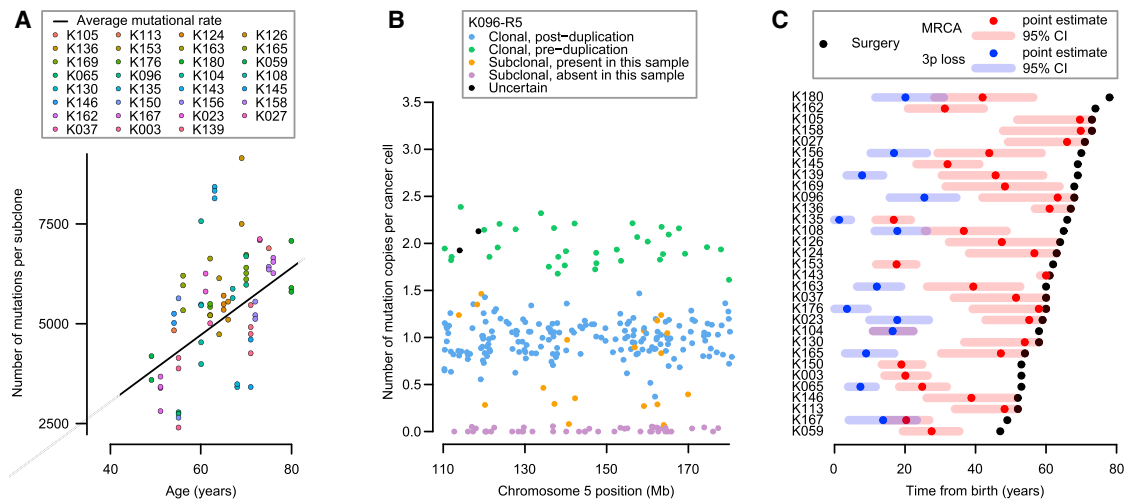 A
Average mutational rate
K105 K113 K124 K126
K136 K153 K163 K165
K169 K176 K180 K059
K065 K096 K104 K108
K130 K135 K143 K145
K146 K150 K156 K158
K162 K167 K023 K027
K037 K003 K139
Number of mutations per subclone
7500
5000
2500
40 60 80
Age (years)
B
K096-R5
Clonal, post−duplication
Clonal, pre−duplication
Subclonal, present in this sample
Subclonal, absent in this sample
Uncertain
Number of mutation copies per cancer cell
3.5
3.0
2.5
2.0
1.5
1.0
0.5
0.0
110 130 150 170
Chromosome 5 position (Mb)
C
Surgery
MRCA
point estimate
95% CI
3p loss
point estimate
95% CI
K180
K162
K105
K158
K027
K156
K145
K139
K169
K096
K136
K135
K108
K126
K124
K153
K143
K163
K037
K176
K023
K104
K130
K165
K150
K003
K065
K146
K113
K167
K059
0 20 40 60 80
Time from birth (years)